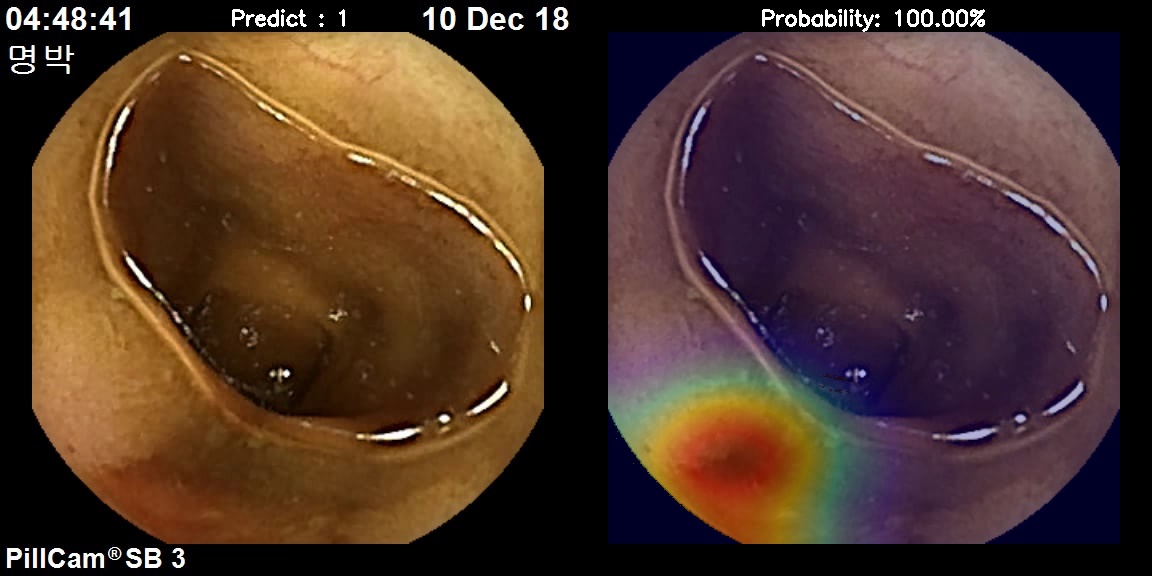 04:48:41 Predict : 1 10 Dec 18 Probability: 100.00%
명박
PillCam® SB 3